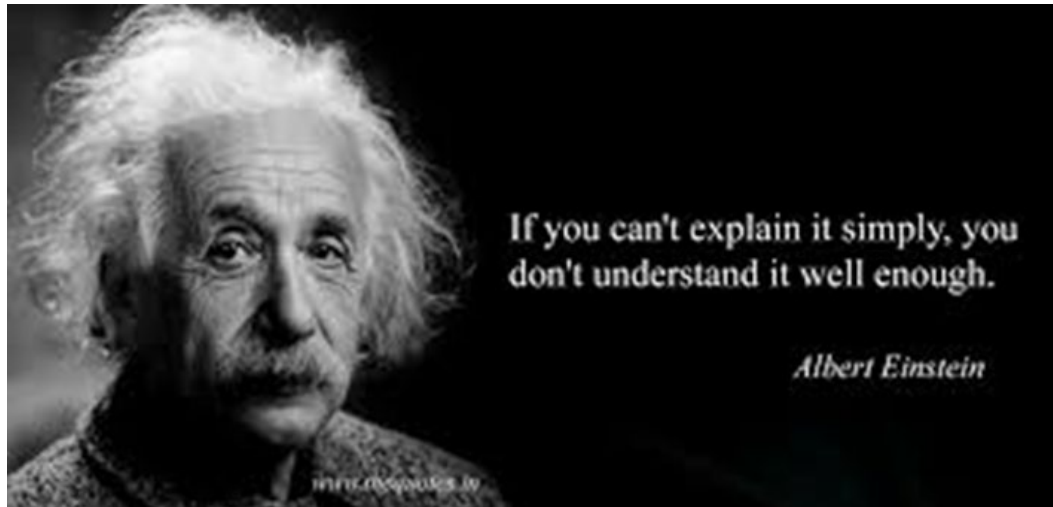 If you can't explain it simply, you
don't understand it well enough.
Albert Einstein